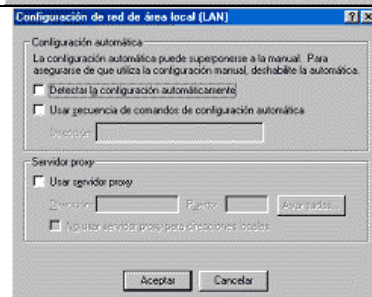 Configuración de red de área local (LAN)
Configuración automática
La configuración automática puede superponerse a la manual. Para
asegurarse de que utiliza la configuración manual, deshabilite la automática.
Detectar la configuración automáticamente
Usar secuencia de comandos de configuración automática
Dirección
Servidor proxy
Usar servidor proxy
Dirección: Puerto: Avanzadas...
No usar servidor proxy para direcciones locales
Aceptar Cancelar